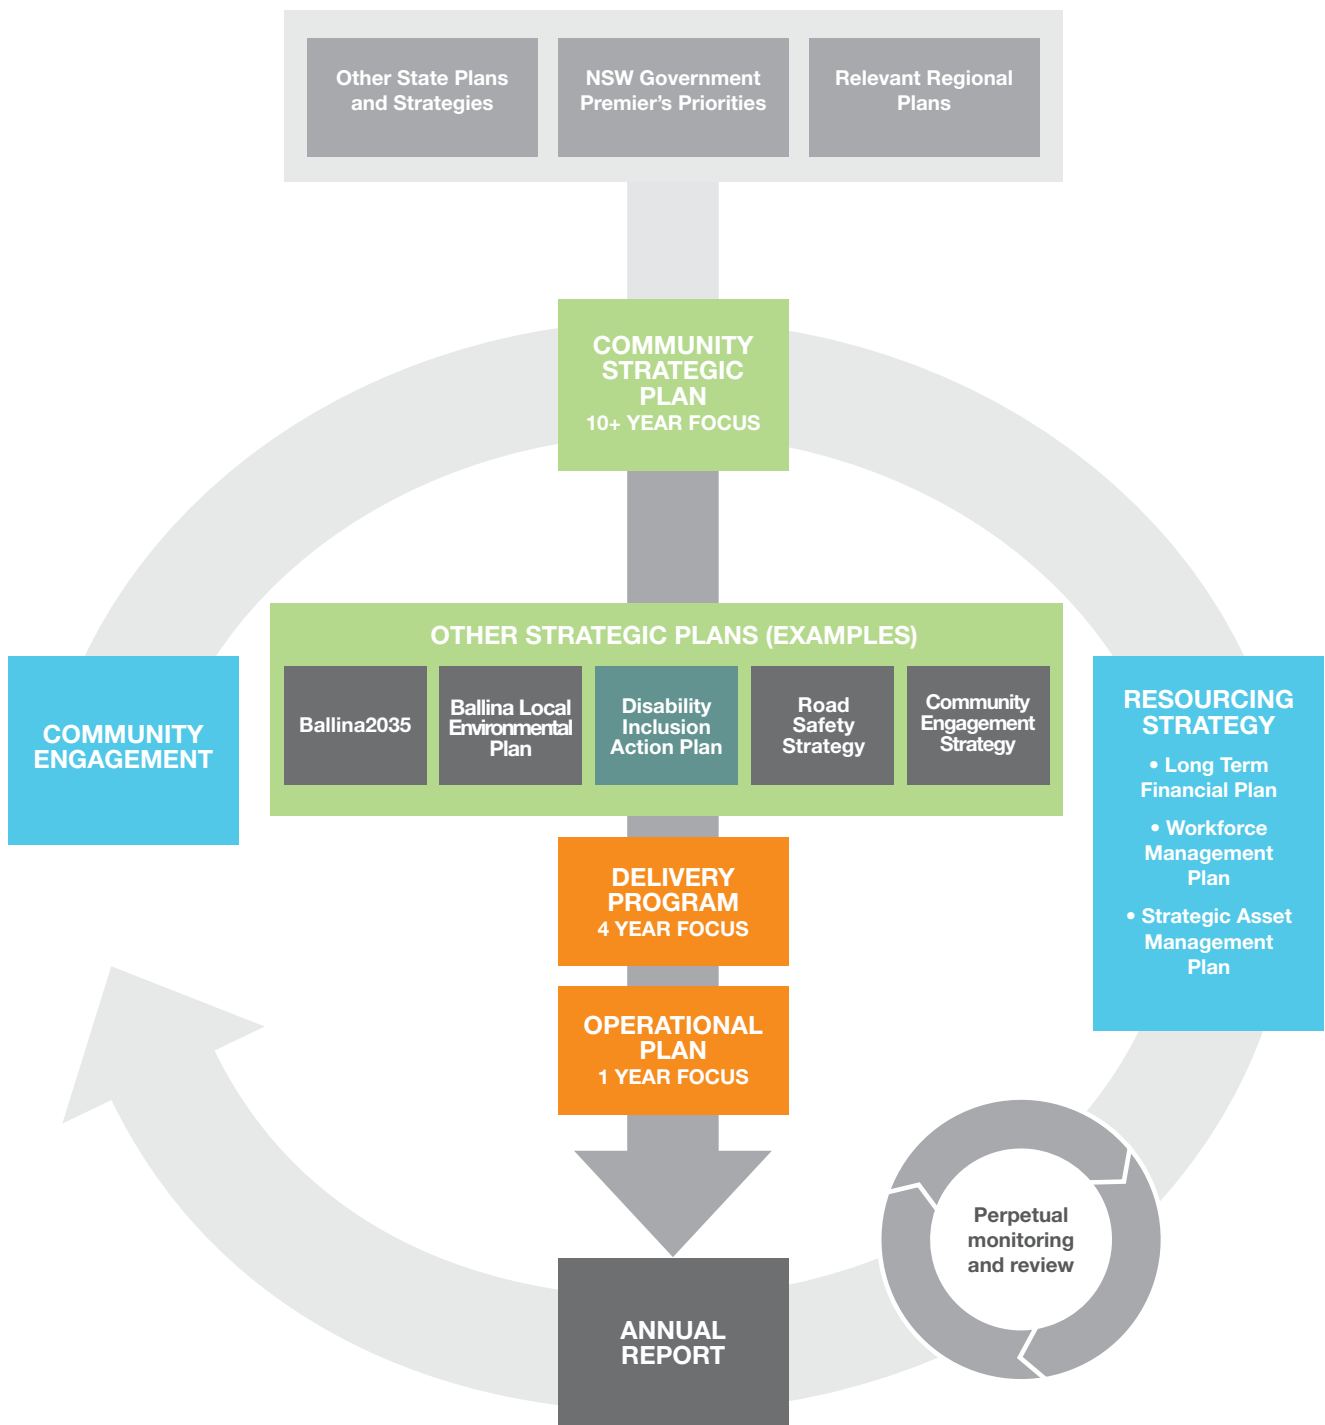 Other State Plans
and Strategies
NSW Government
Premier’s Priorities
Relevant Regional
Plans
COMMUNITY
STRATEGIC
PLAN
10+ YEAR FOCUS
OTHER STRATEGIC PLANS (EXAMPLES)
Ballina2035
Ballina Local
Environmental
Plan
Disability
Inclusion
Action Plan
Road
Safety
Strategy
Community
Engagement
Strategy
COMMUNITY
ENGAGEMENT
RESOURCING
STRATEGY
• Long Term
Financial Plan
• Workforce
Management
Plan
• Strategic Asset
Management
Plan
DELIVERY
PROGRAM
4 YEAR FOCUS
OPERATIONAL
PLAN
1 YEAR FOCUS
Perpetual
monitoring
and review
ANNUAL
REPORT